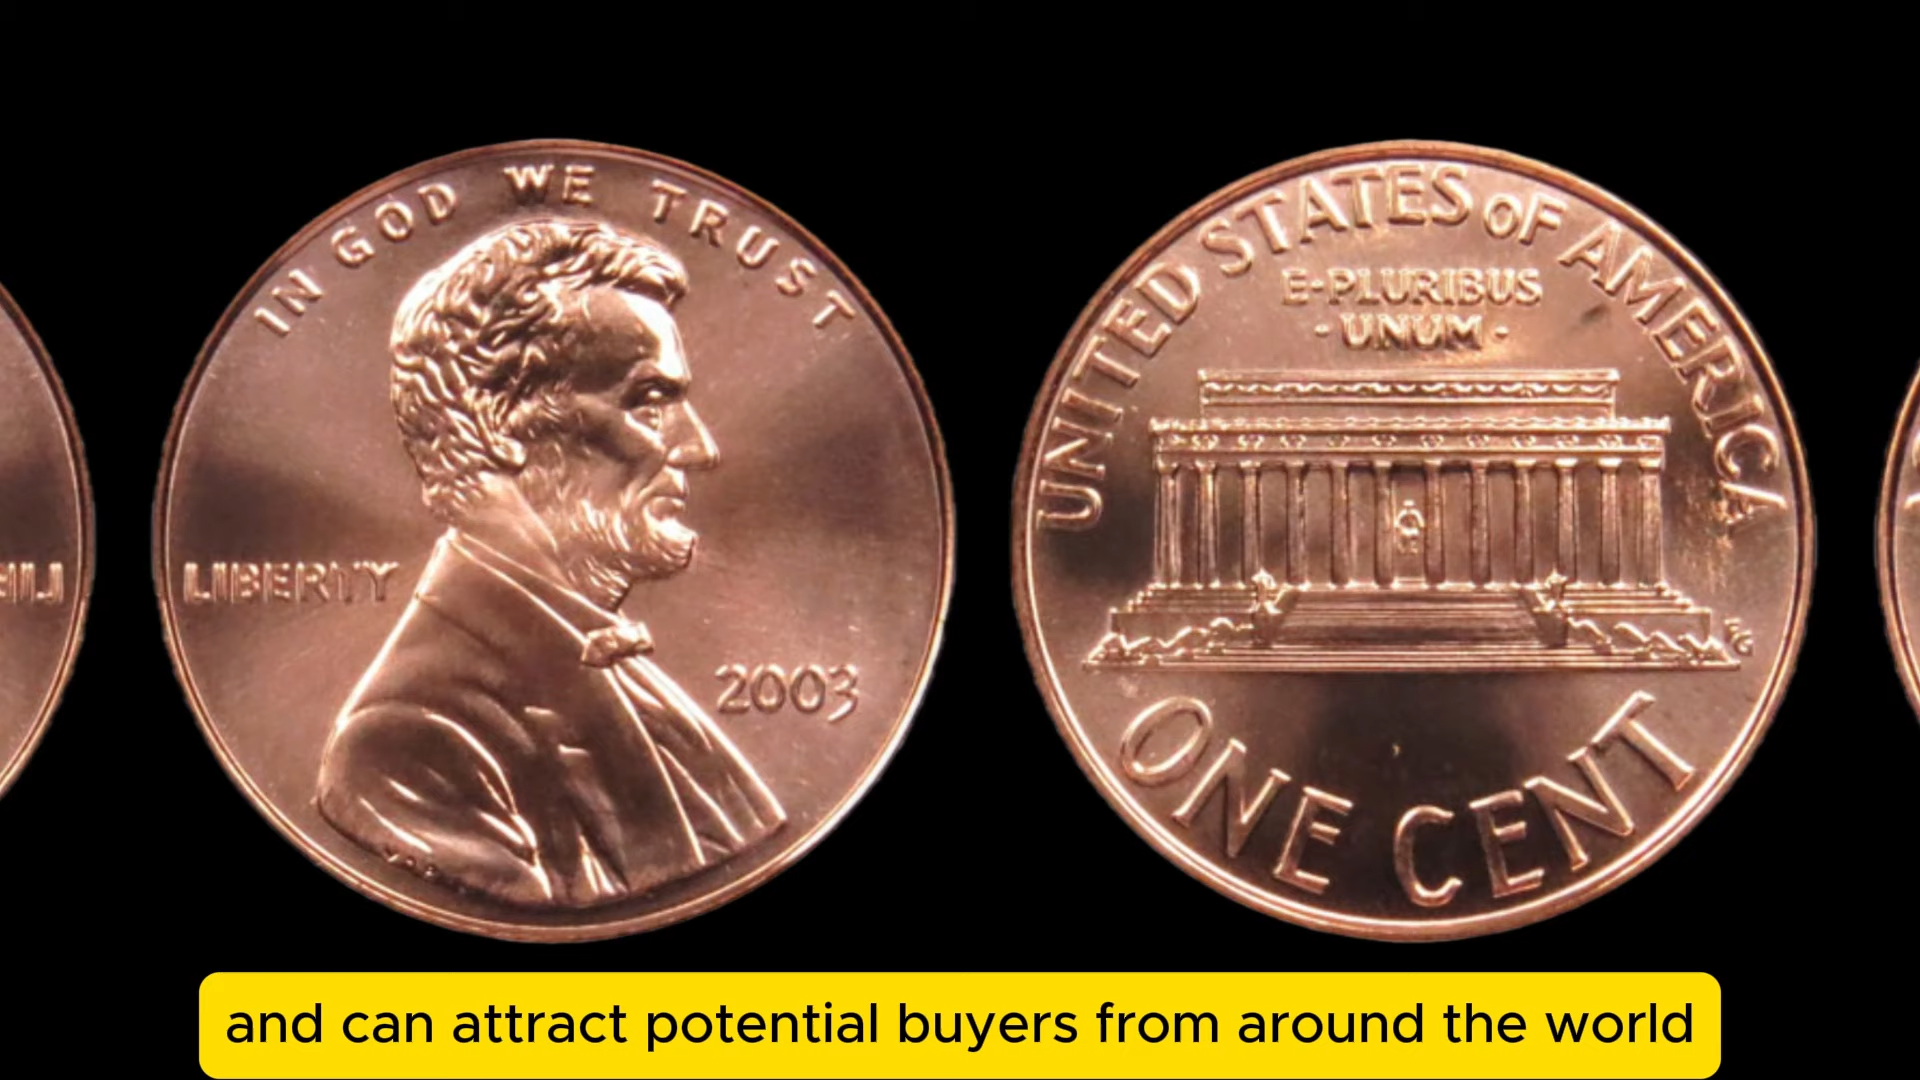 IN GOD WE TRUST
LIBERTY
2003
UNITED STATES OF AMERICA
E·PLURIBUS
·UNUM·
FG
ONE CENT
and can attract potential buyers from around the world